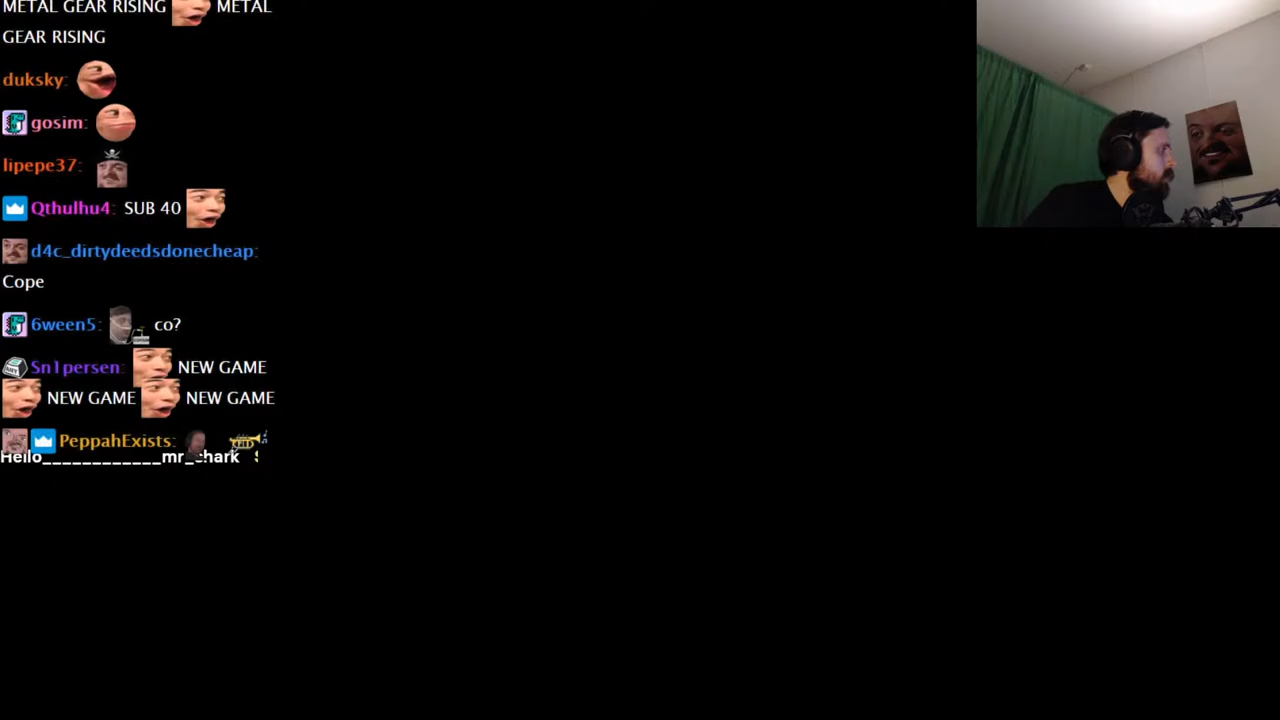 METAL GEAR RISING METAL
GEAR RISING
duksky:
gosim:
lipepe37:
Qthulhu4: SUB 40
d4c_dirtydeedsdonecheap:
Cope
6ween5: co?
Sn1persen: NEW GAME
NEW GAME NEW GAME
PeppahExists:
Hello____________mr_shark